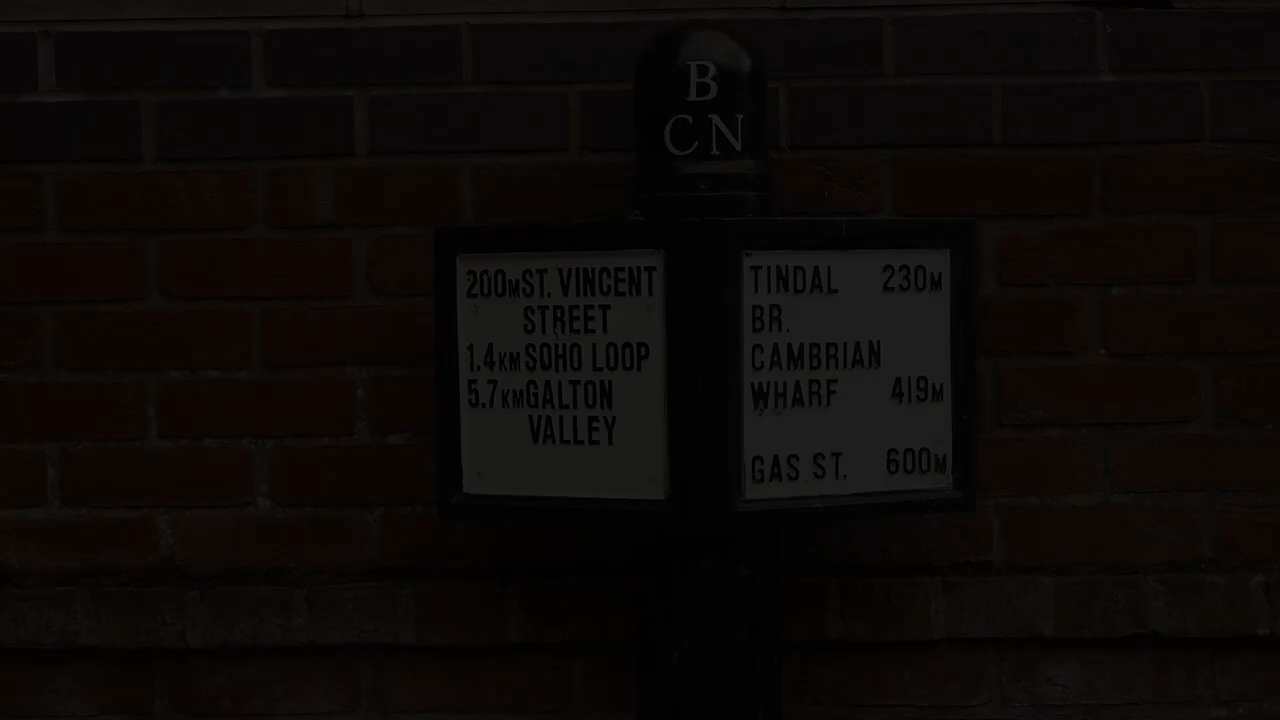 B
CN
200M ST. VINCENT
STREET
1.4KM SOHO LOOP
5.7KM GALTON
VALLEY
TINDAL 230M
BR.
CAMBRIAN
WHARF 419M
GAS ST. 600M